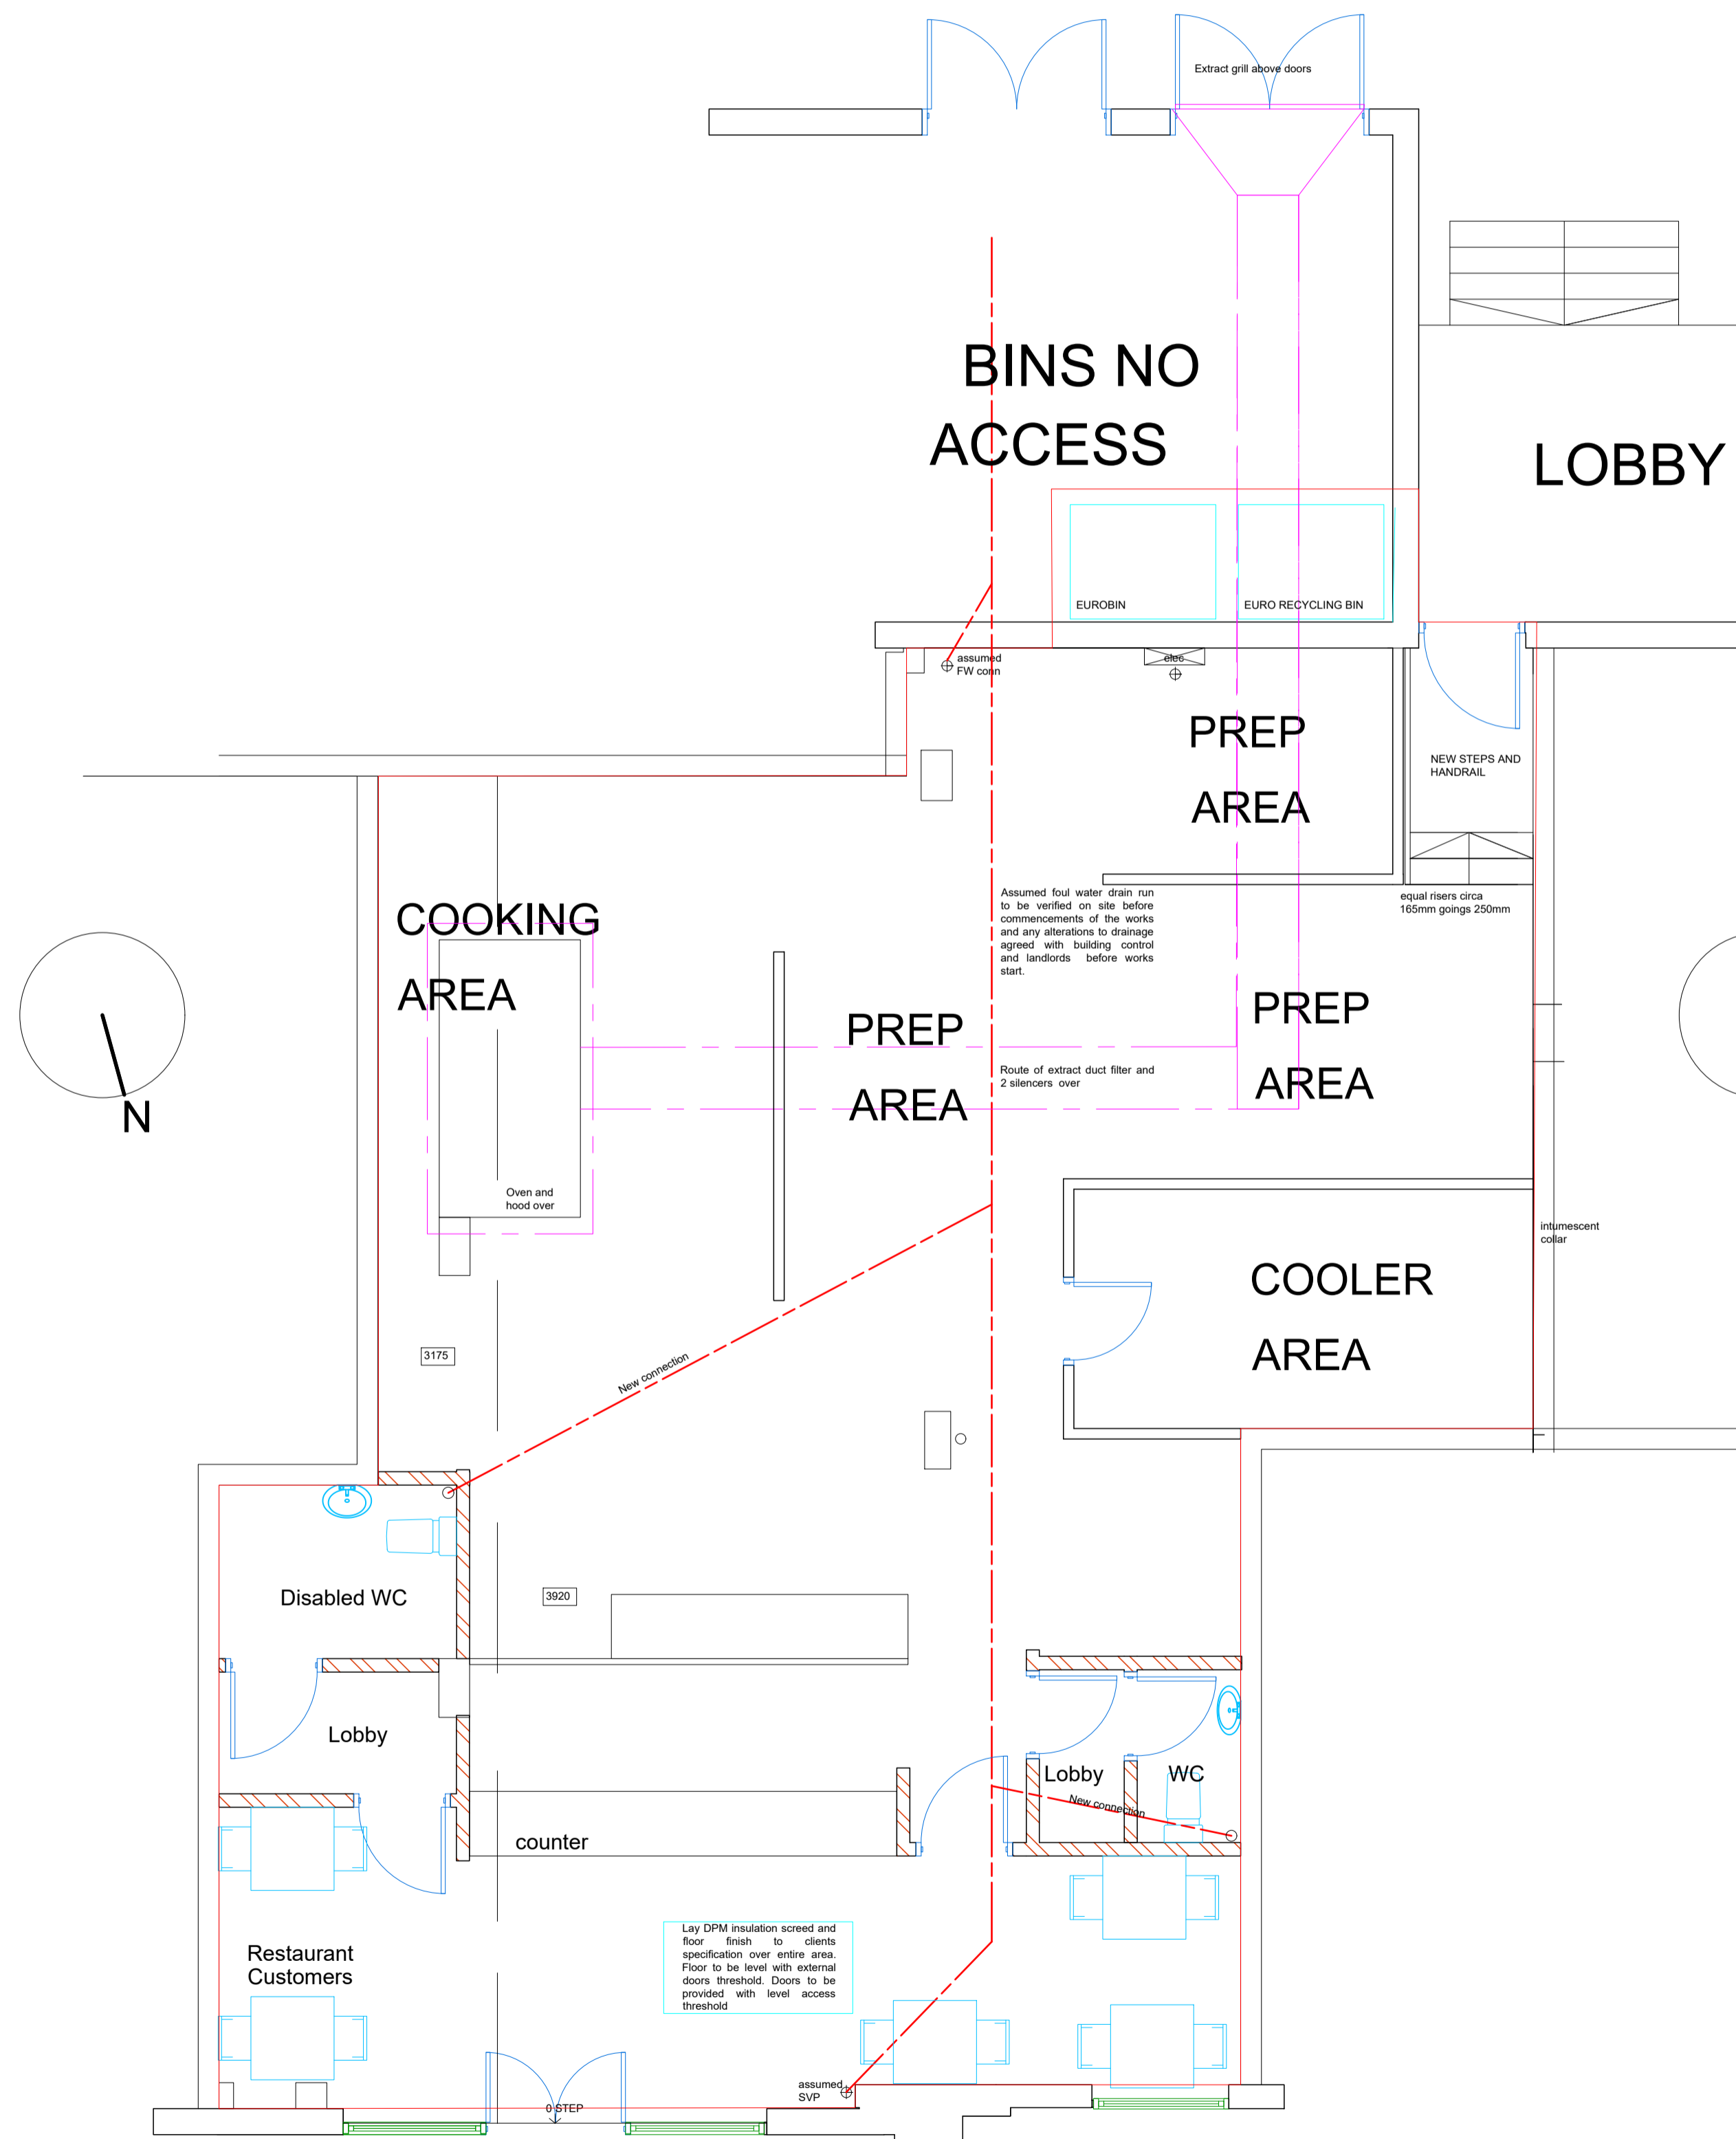 Extract grill above doors
BINS NO
ACCESS
LOBBY
EUROBIN
EURO RECYCLING BIN
assumed
FW conn
elec
PREP
AREA
NEW STEPS AND
HANDRAIL
equal risers circa
165mm goings 250mm
Assumed foul water drain run
to be verified on site before
commencements of the works
and any alterations to drainage
agreed with building control
and landlords before works
start.
COOKING
AREA
PREP
AREA
PREP
AREA
Route of extract duct filter and
2 silencers over
N
Oven and
hood over
intumescent
collar
COOLER
AREA
3175
New connection
Disabled WC
3920
Lobby
Lobby
WC
New connection
counter
Restaurant
Customers
Lay DPM insulation screed and
floor finish to clients
specification over entire area.
Floor to be level with external
doors threshold. Doors to be
provided with level access
threshold
assumed
SVP
0 STEP